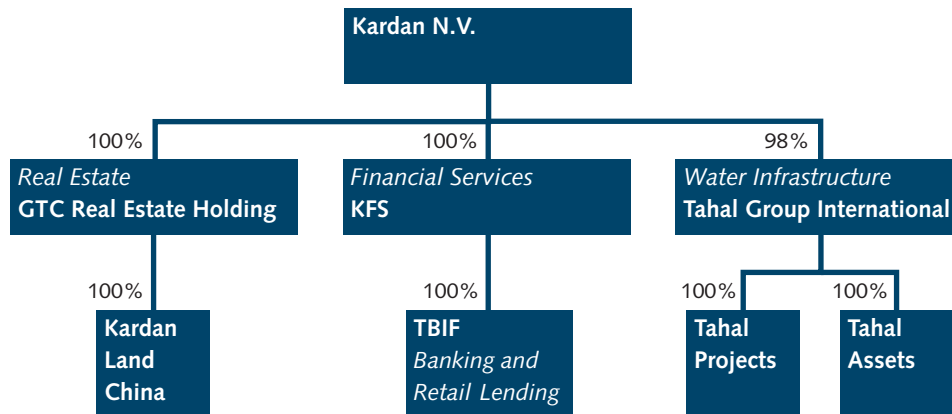 Kardan N.V.
100%
100%
98%
Real Estate
GTC Real Estate Holding
Financial Services
KFS
Water Infrastructure
Tahal Group International
100%
100%
100%
100%
Kardan
Land
China
TBIF
Banking and
Retail Lending
Tahal
Projects
Tahal
Assets